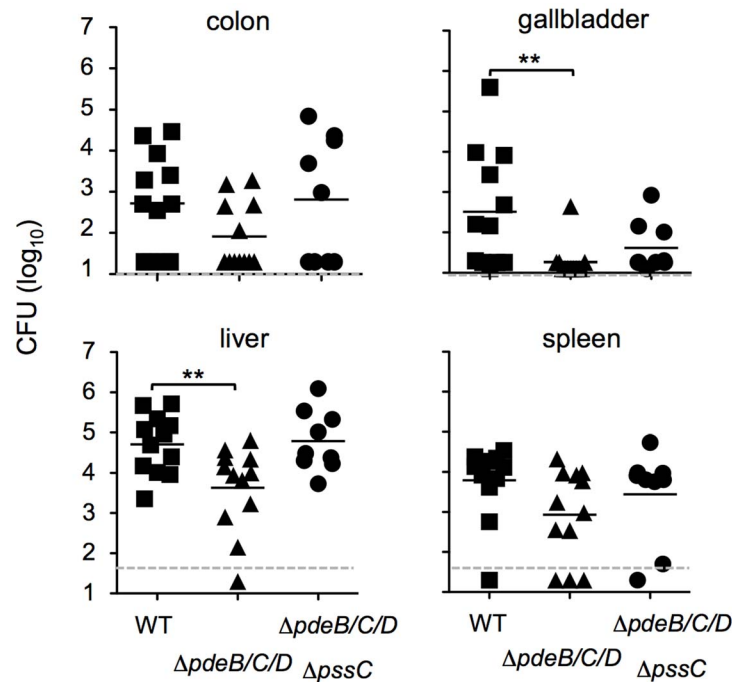 colon
gallbladder
**
7
6
5
4
3
2
1
CFU (log10)
liver
spleen
**
7
6
5
4
3
2
1
WT
ΔpdeB/C/D
ΔpdeB/C/D
ΔpssC
WT
ΔpdeB/C/D
ΔpdeB/C/D
ΔpssC